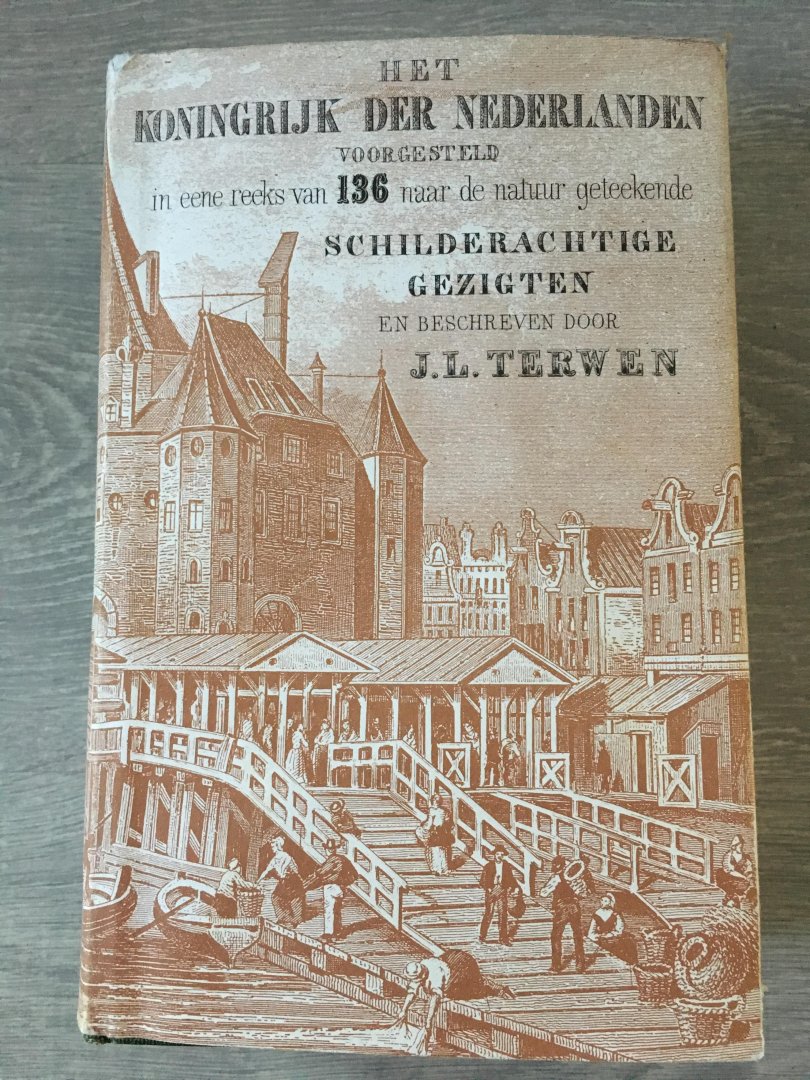 HET
KONINGRIJK DER NEDERLANDEN
VOORGESTELD
in eene reeks van 136 naar de natuur geteekende
SCHILDERACHTIGE
GEZIGTEN
EN BESCHREVEN DOOR
J.L. TERWEN